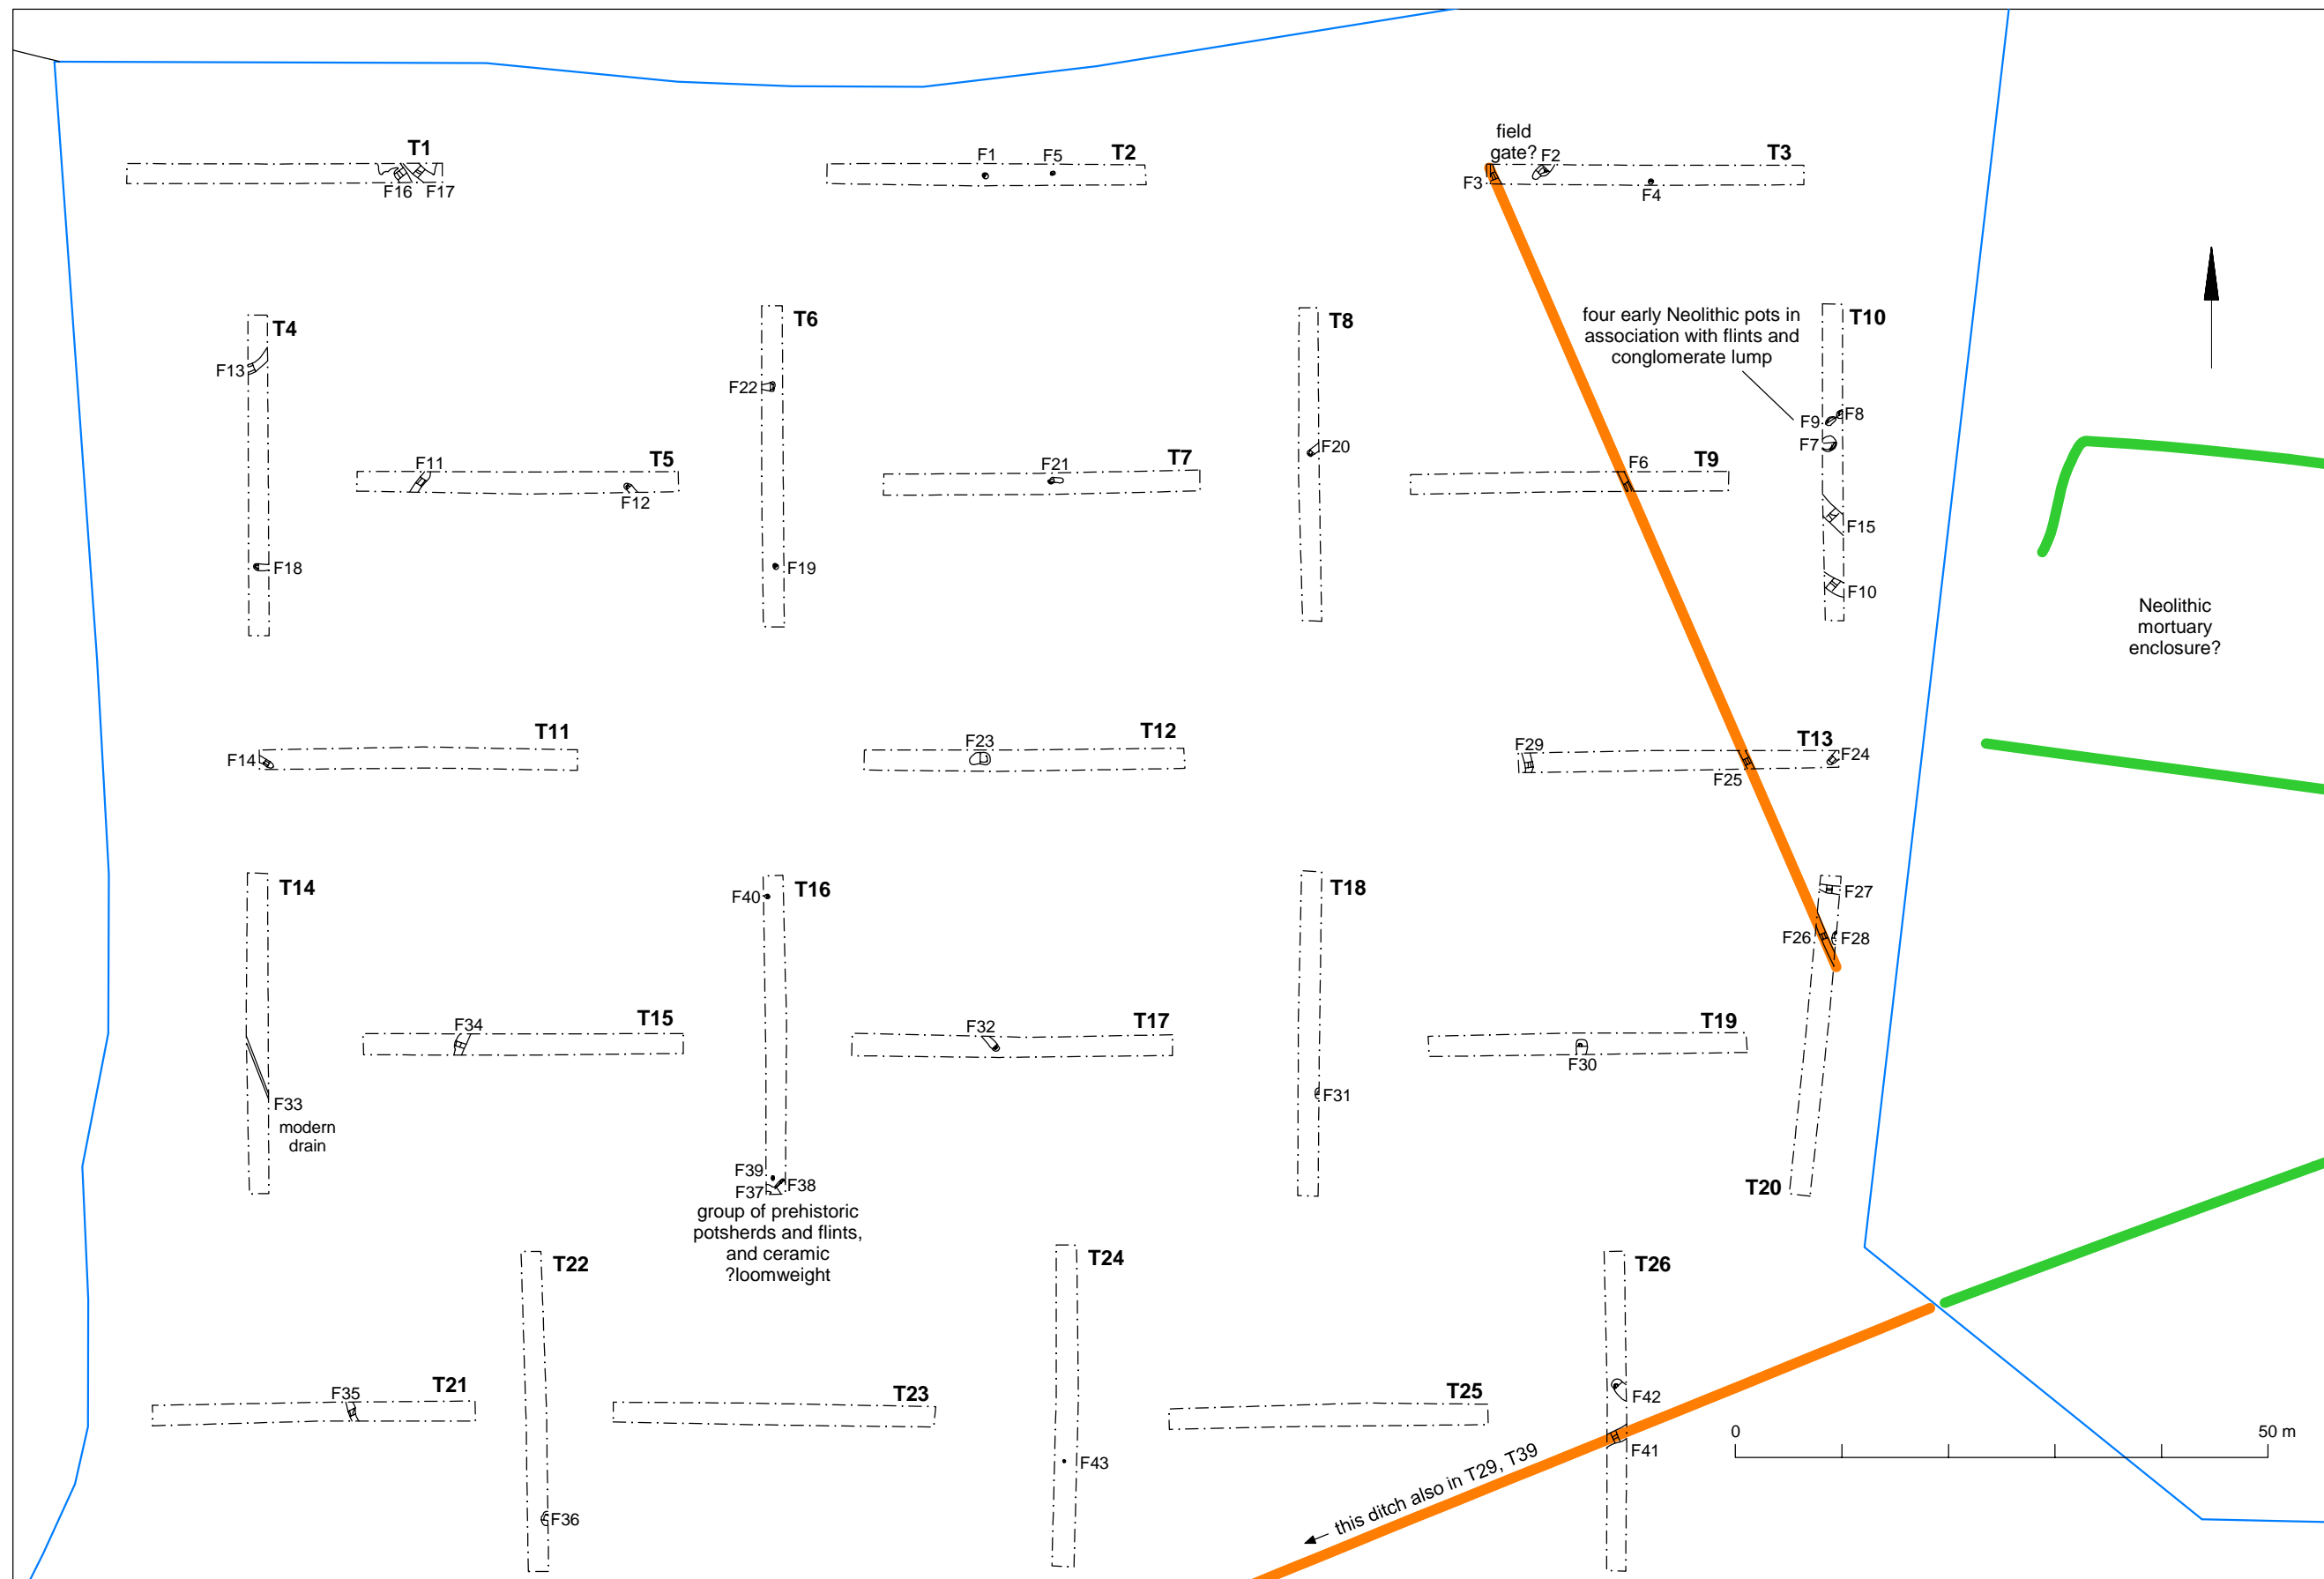 T1
F16
F17
F1
F5
T2
field
gate?
F2
F3
F4
T3
T4
F13
F18
F11
T5
F12
T6
F22
F19
F21
T7
T8
F20
four early Neolithic pots in
association with flints and
conglomerate lump
F6
T9
T10
F9
F8
F7
F15
F10
Neolithic
mortuary
enclosure?
F14
T11
F23
T12
F29
F25
T13
F24
T14
F33
modern
drain
F34
T15
F40
T16
F39
F38
F37
group of prehistoric
potsherds and flints,
and ceramic
?loomweight
F32
T17
T18
F31
F30
T19
F27
F26
F28
T20
F35
T21
T22
F36
T23
T24
F43
T25
T26
F42
F41
this ditch also in T29, T39
0
50 m